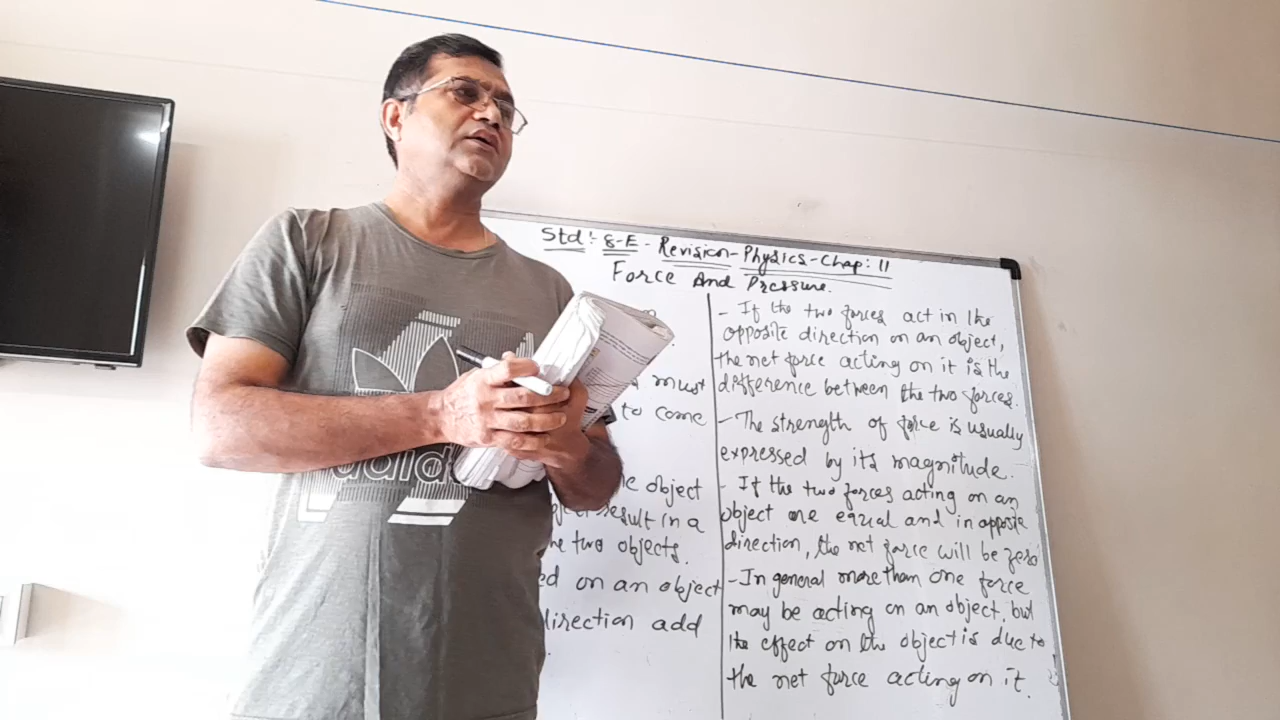 Std:- 8-E - Revision-Physics-Chap: 11
Force And Pressure.
must
to come
object
result in a
the two objects.
on an object
direction add
- If the two forces act in the
opposite direction on an object,
the net force acting on it is the
difference between the two forces.
- The strength of force is usually
expressed by its magnitude.
- If the two forces acting on an
object are equal and in opposite
direction, the net force will be zero
- In general more than one force
may be acting on an object, but
the effect on the object is due to
the net force acting on it.
adidas